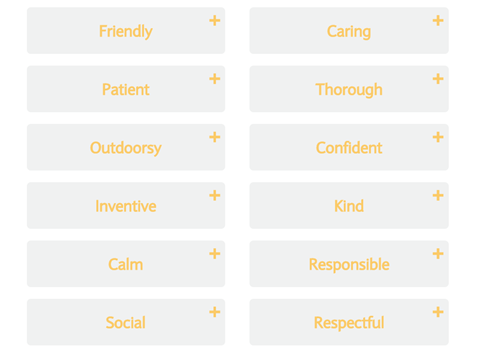 Friendly +
Caring +
Patient +
Thorough +
Outdoorsy +
Confident +
Inventive +
Kind +
Calm +
Responsible +
Social +
Respectful +